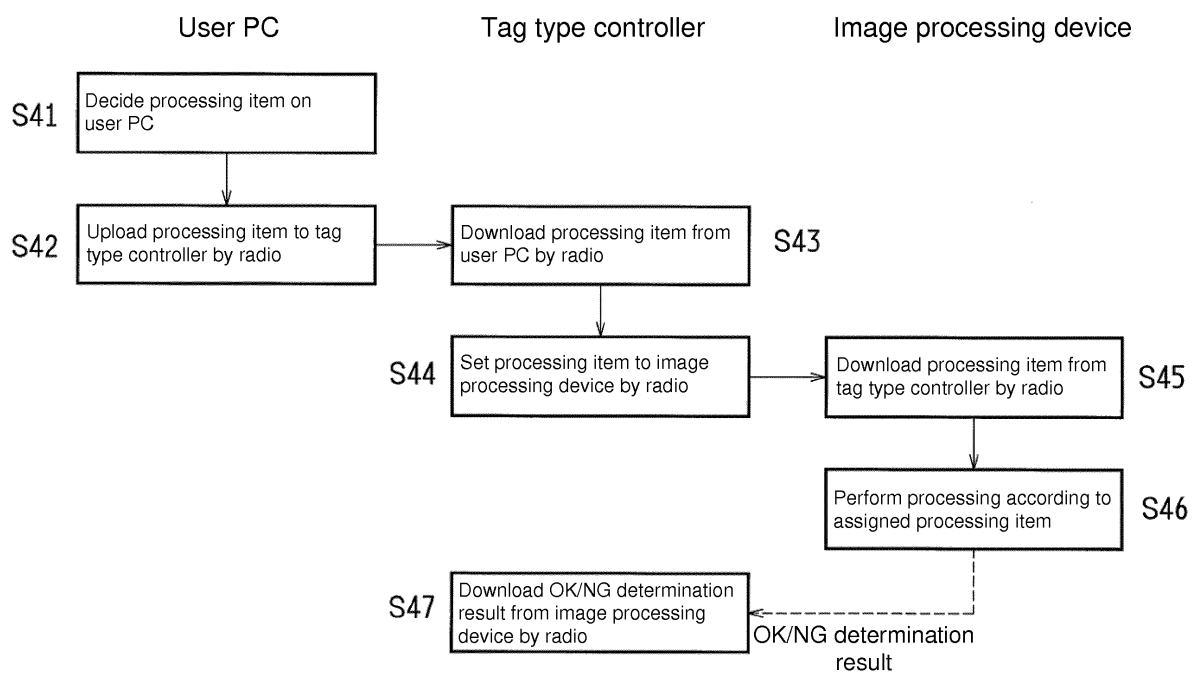 User PC
Tag type controller
Image processing device
S41
Decide processing item on
user PC
S42
Upload processing item to tag
type controller by radio
Download processing item from
user PC by radio
S43
S44
Set processing item to image
processing device by radio
Download processing item from
tag type controller by radio
S45
Perform processing according to
assigned processing item
S46
S47
Download OK/NG determination
result from image processing
device by radio
OK/NG determination
result